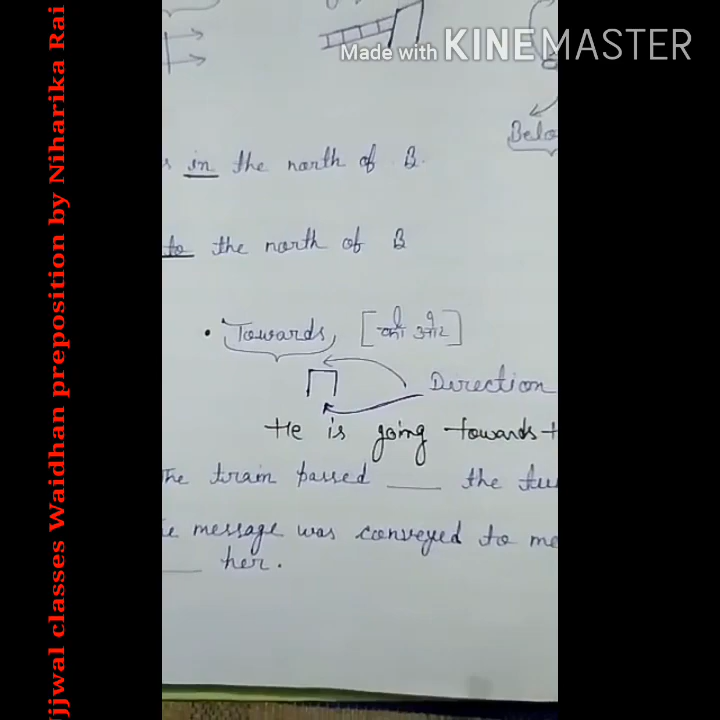 Ujjwal classes Waidhan preposition by Niharika Rai
Made with KINEMASTER
Belo
in the north of B.
to the north of B
• Towards [की ओर]
Direction
He is going towards
The train passed ___ the
message was conveyed to me
___ her.